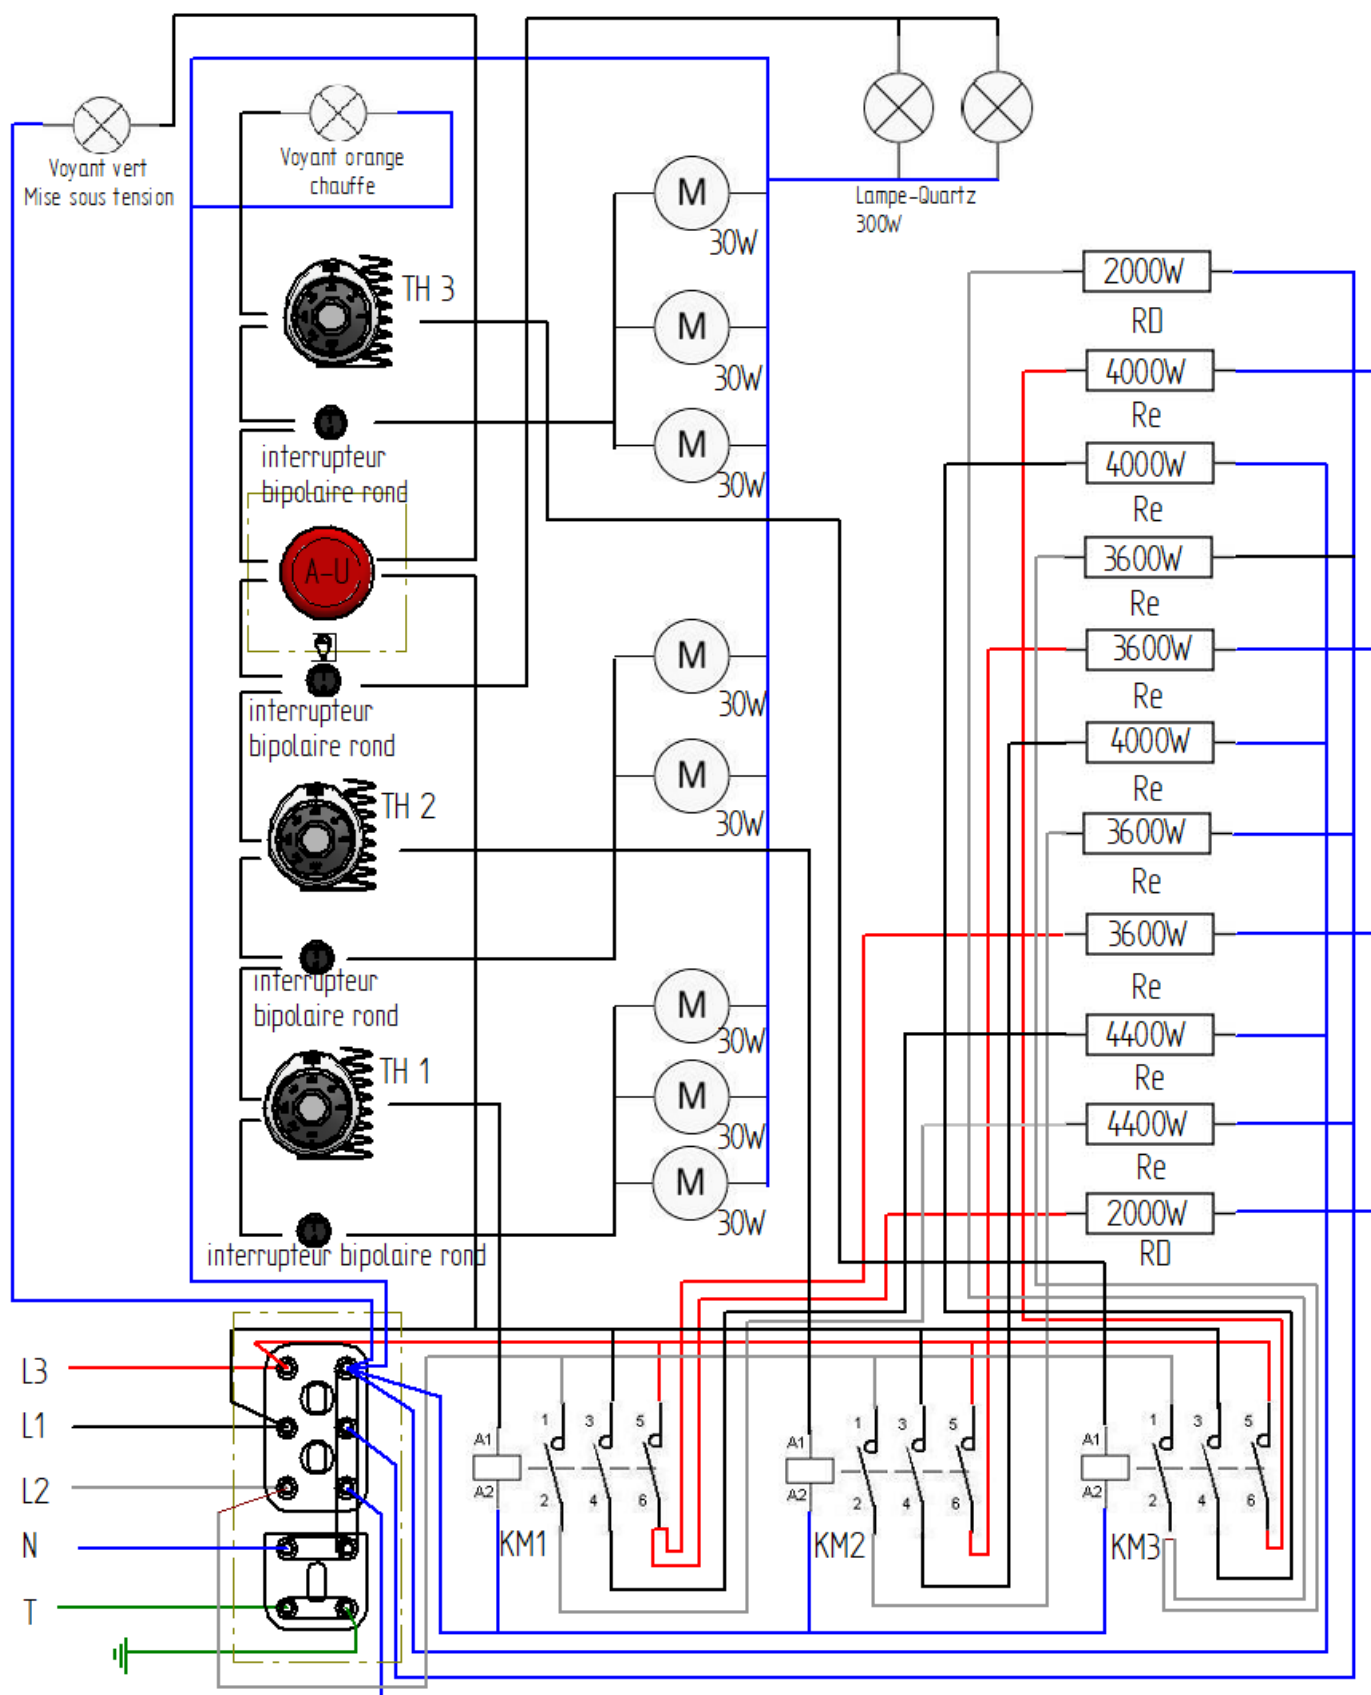 Voyant vert
Mise sous tension
Voyant orange
chauffe
Lampe-Quartz
300W
M
30W
TH 3
M
30W
M
30W
interrupteur
bipolaire rond
A-U
interrupteur
bipolaire rond
M
30W
M
30W
TH 2
interrupteur
bipolaire rond
M
30W
TH 1
M
30W
M
30W
interrupteur bipolaire rond
2000W
RD
4000W
Re
4000W
Re
3600W
Re
3600W
Re
4000W
Re
3600W
Re
3600W
Re
4400W
Re
4400W
Re
2000W
RD
L3
L1
L2
N
T
A1
A2
1
3
5
2
4
6
KM1
A1
A2
1
3
5
2
4
6
KM2
A1
A2
1
3
5
2
4
6
KM3